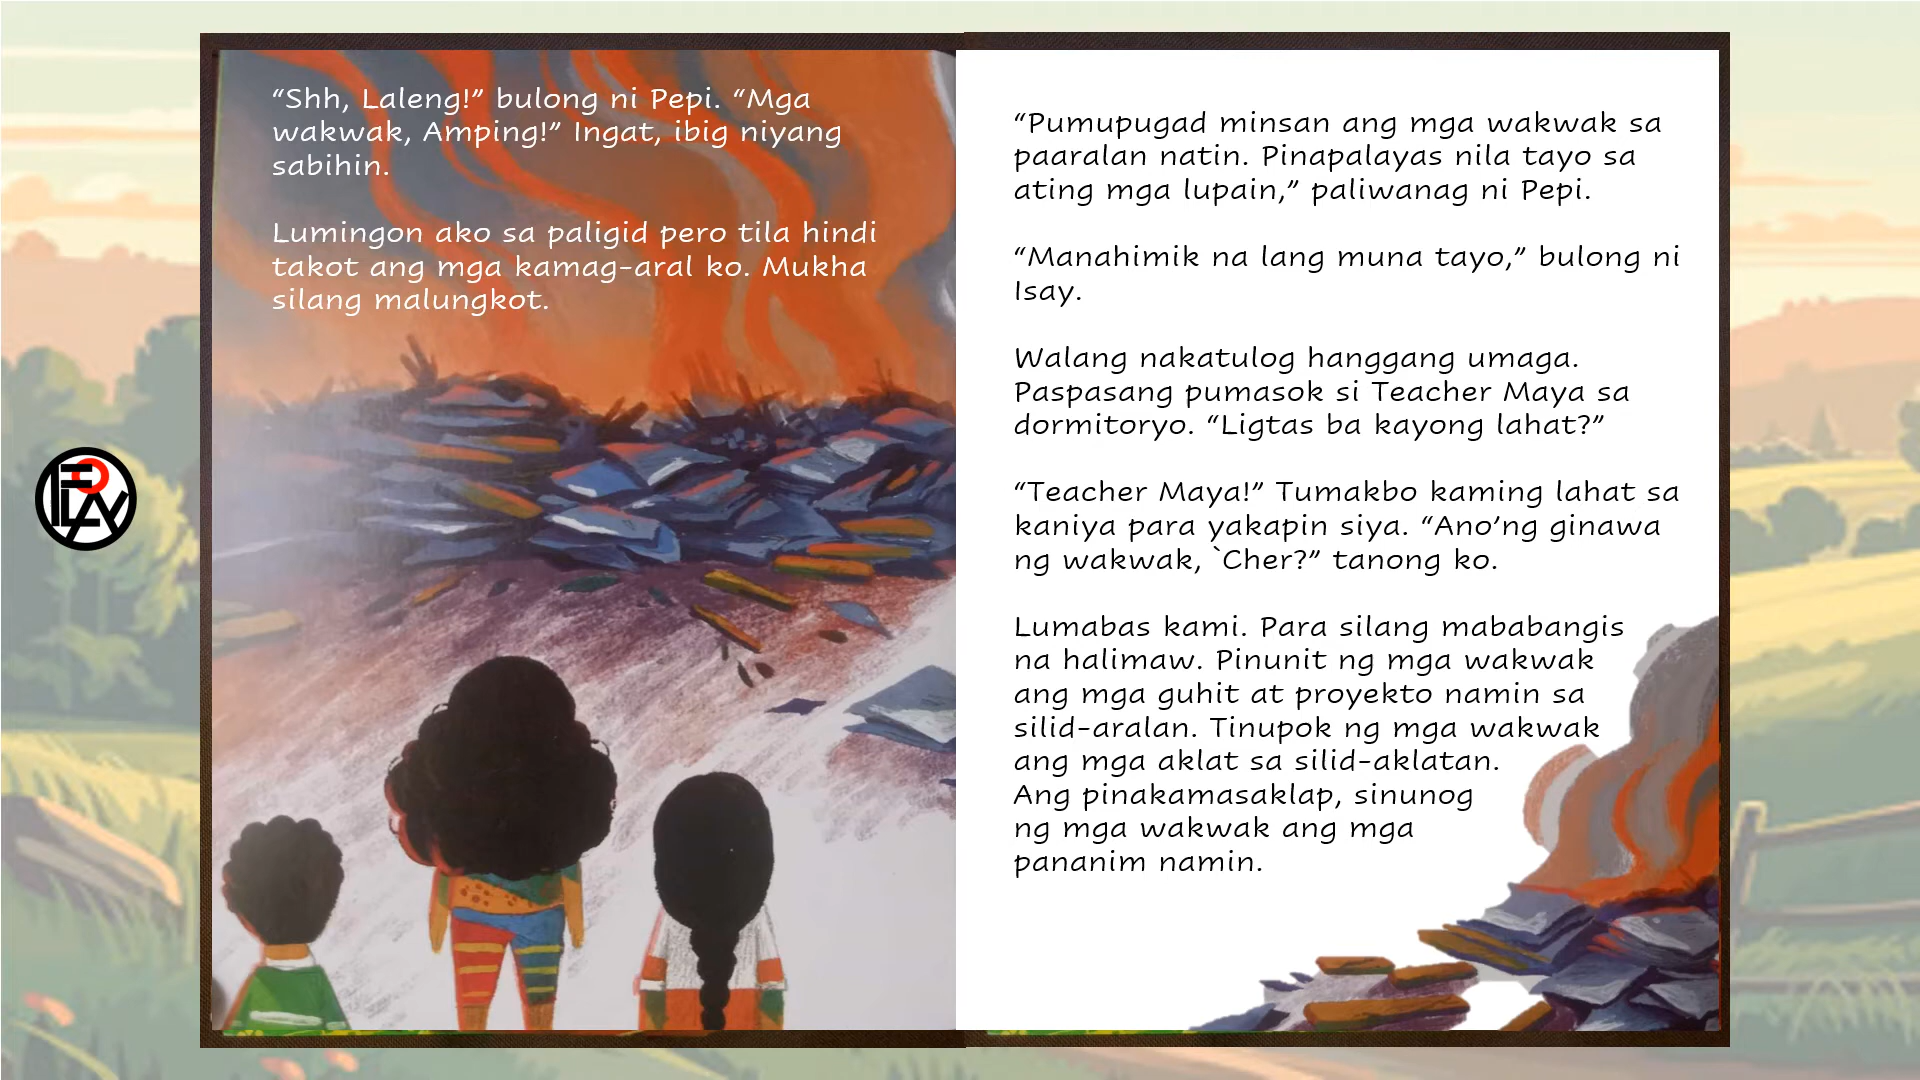 “Shh, Laleng!” bulong ni Pepi. “Mga
wakwak, Amping!” Ingat, ibig niyang
sabihin.
Lumingon ako sa paligid pero tila hindi
takot ang mga kamag-aral ko. Mukha
silang malungkot.
“Pumupugad minsan ang mga wakwak sa
paaralan natin. Pinapalayas nila tayo sa
ating mga lupain,” paliwanag ni Pepi.
“Manahimik na lang muna tayo,” bulong ni
Isay.
Walang nakatulog hanggang umaga.
Paspasang pumasok si Teacher Maya sa
dormitoryo. “Ligtas ba kayong lahat?”
“Teacher Maya!” Tumakbo kaming lahat sa
kaniya para yakapin siya. “Ano’ng ginawa
ng wakwak, `Cher?” tanong ko.
Lumabas kami. Para silang mababangis
na halimaw. Pinunit ng mga wakwak
ang mga guhit at proyekto namin sa
silid-aralan. Tinupok ng mga wakwak
ang mga aklat sa silid-aklatan.
Ang pinakamasaklap, sinunog
ng mga wakwak ang mga
pananim namin.